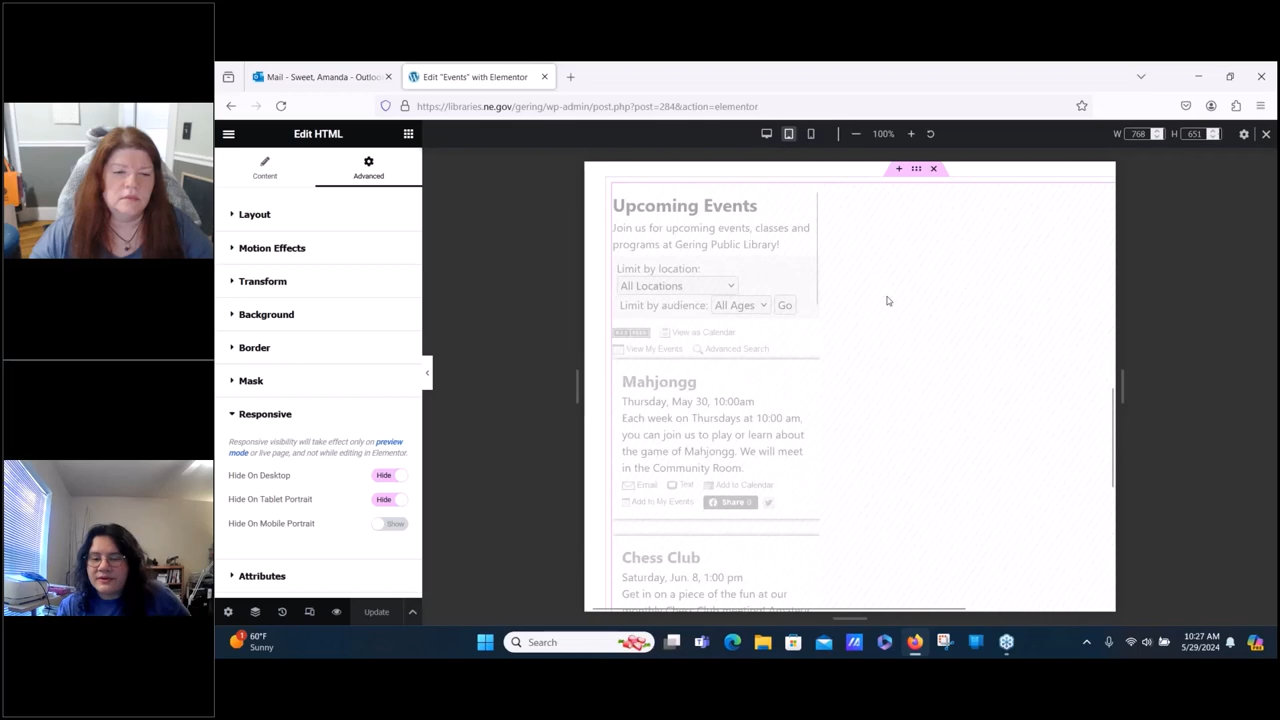 Mail - Sweet, Amanda - Outloo
Edit "Events" with Elementor
https://libraries.ne.gov/gering/wp-admin/post.php?post=284&action=elementor
Edit HTML
100%
W 768 H 651
Content
Advanced
Layout
Motion Effects
Transform
Background
Border
Mask
Responsive
Responsive visibility will take effect only on preview
mode or live page, and not while editing in Elementor.
Hide On Desktop Hide
Hide On Tablet Portrait Hide
Hide On Mobile Portrait Show
Attributes
Update
Upcoming Events
Join us for upcoming events, classes and
programs at Gering Public Library!
Limit by location:
All Locations
Limit by audience: All Ages Go
View as Calendar
View My Events Advanced Search
Mahjongg
Thursday, May 30, 10:00am
Each week on Thursdays at 10:00 am,
you can join us to play or learn about
the game of Mahjongg. We will meet
in the Community Room.
Email Text Add to Calendar
Add to My Events Share 0
Chess Club
Saturday, Jun. 8, 1:00 pm
Get in on a piece of the fun at our
monthly Chess Club meeting! Amateur
1
60°F
Sunny
Search
10:27 AM
5/29/2024